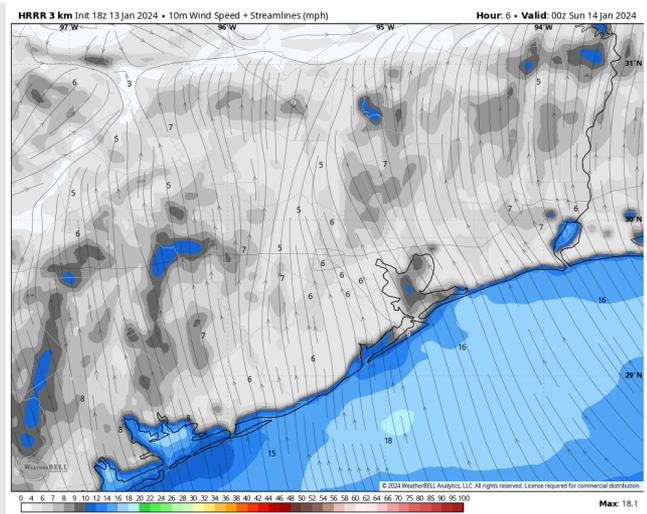 HRRR 3 km Init 18z 13 Jan 2024 • 10m Wind Speed + Streamlines (mph) Hour: 6 • Valid: 00z Sun 14 Jan 2024
97°W 96°W 95°W 94°W
31°N
6 3 5
7
5
5 7
5 5
5 7 6
6 6 7
7 5
6 6 6
7
6 6 16
30°N
7 16
6
6
29°N
8
8 8
18
15
WEATHERBELL
© 2024 WeatherBELL Analytics, LLC. All rights reserved. License required for commercial distribution.
0 4 6 7 8 9 10 12 14 16 18 20 22 24 26 28 30 32 34 36 38 40 42 44 46 48 50 52 54 56 58 60 65 70 75 80 85 90 95 100
Max: 18.1